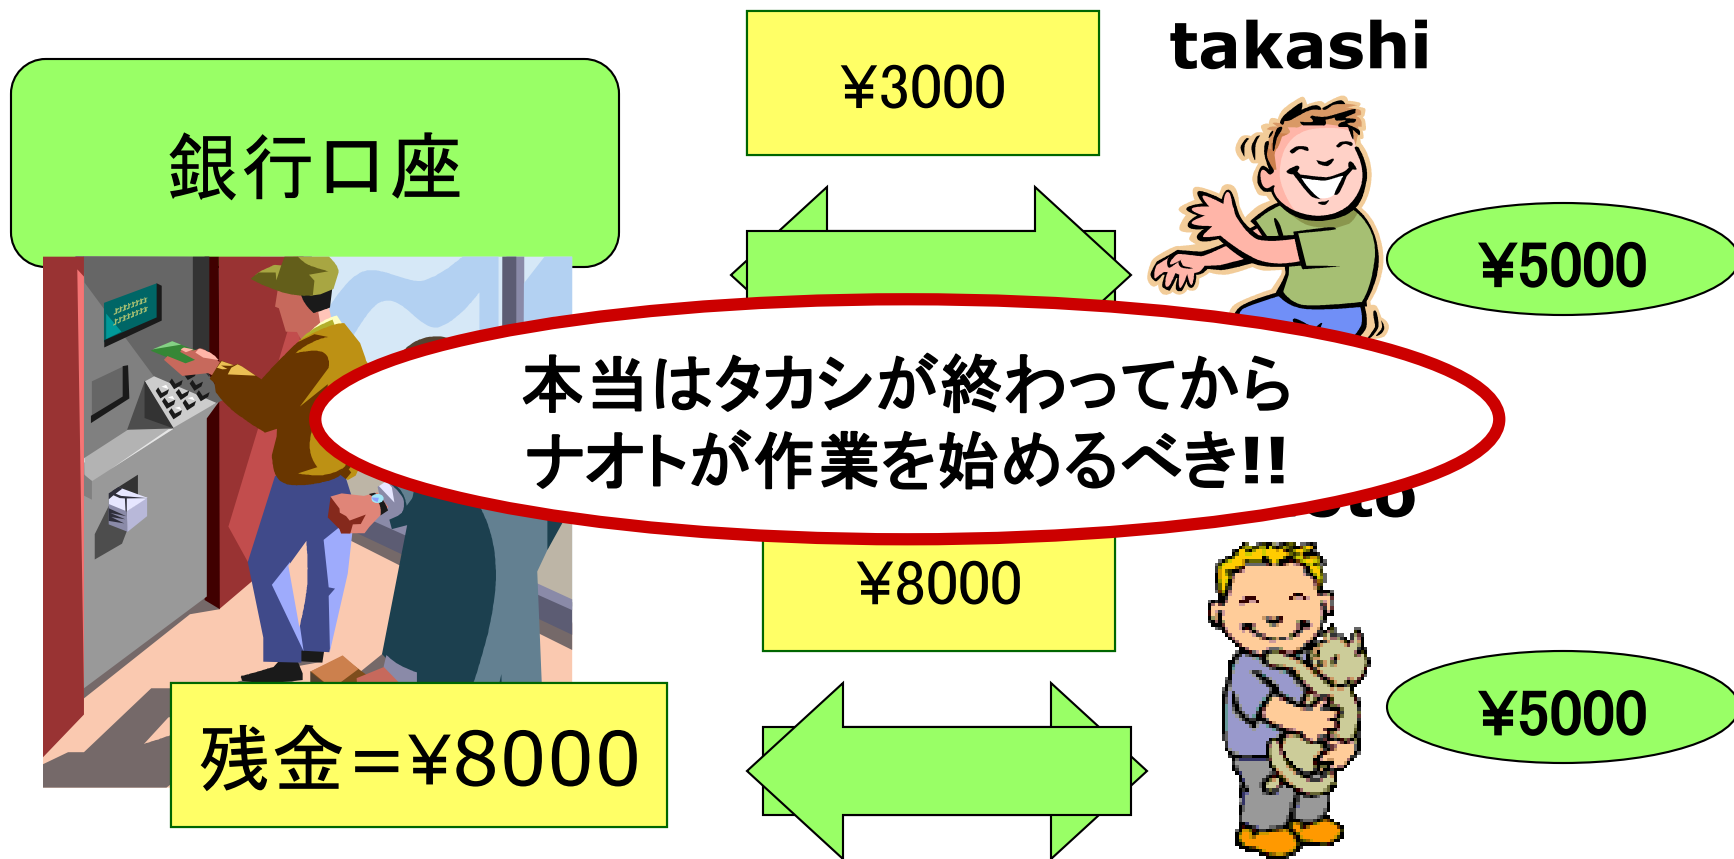 takashi
¥3000
銀行口座
¥5000
本当はタカシが終わってから
ナオトが作業を始めるべき!!
¥8000
¥5000
残金=¥8000